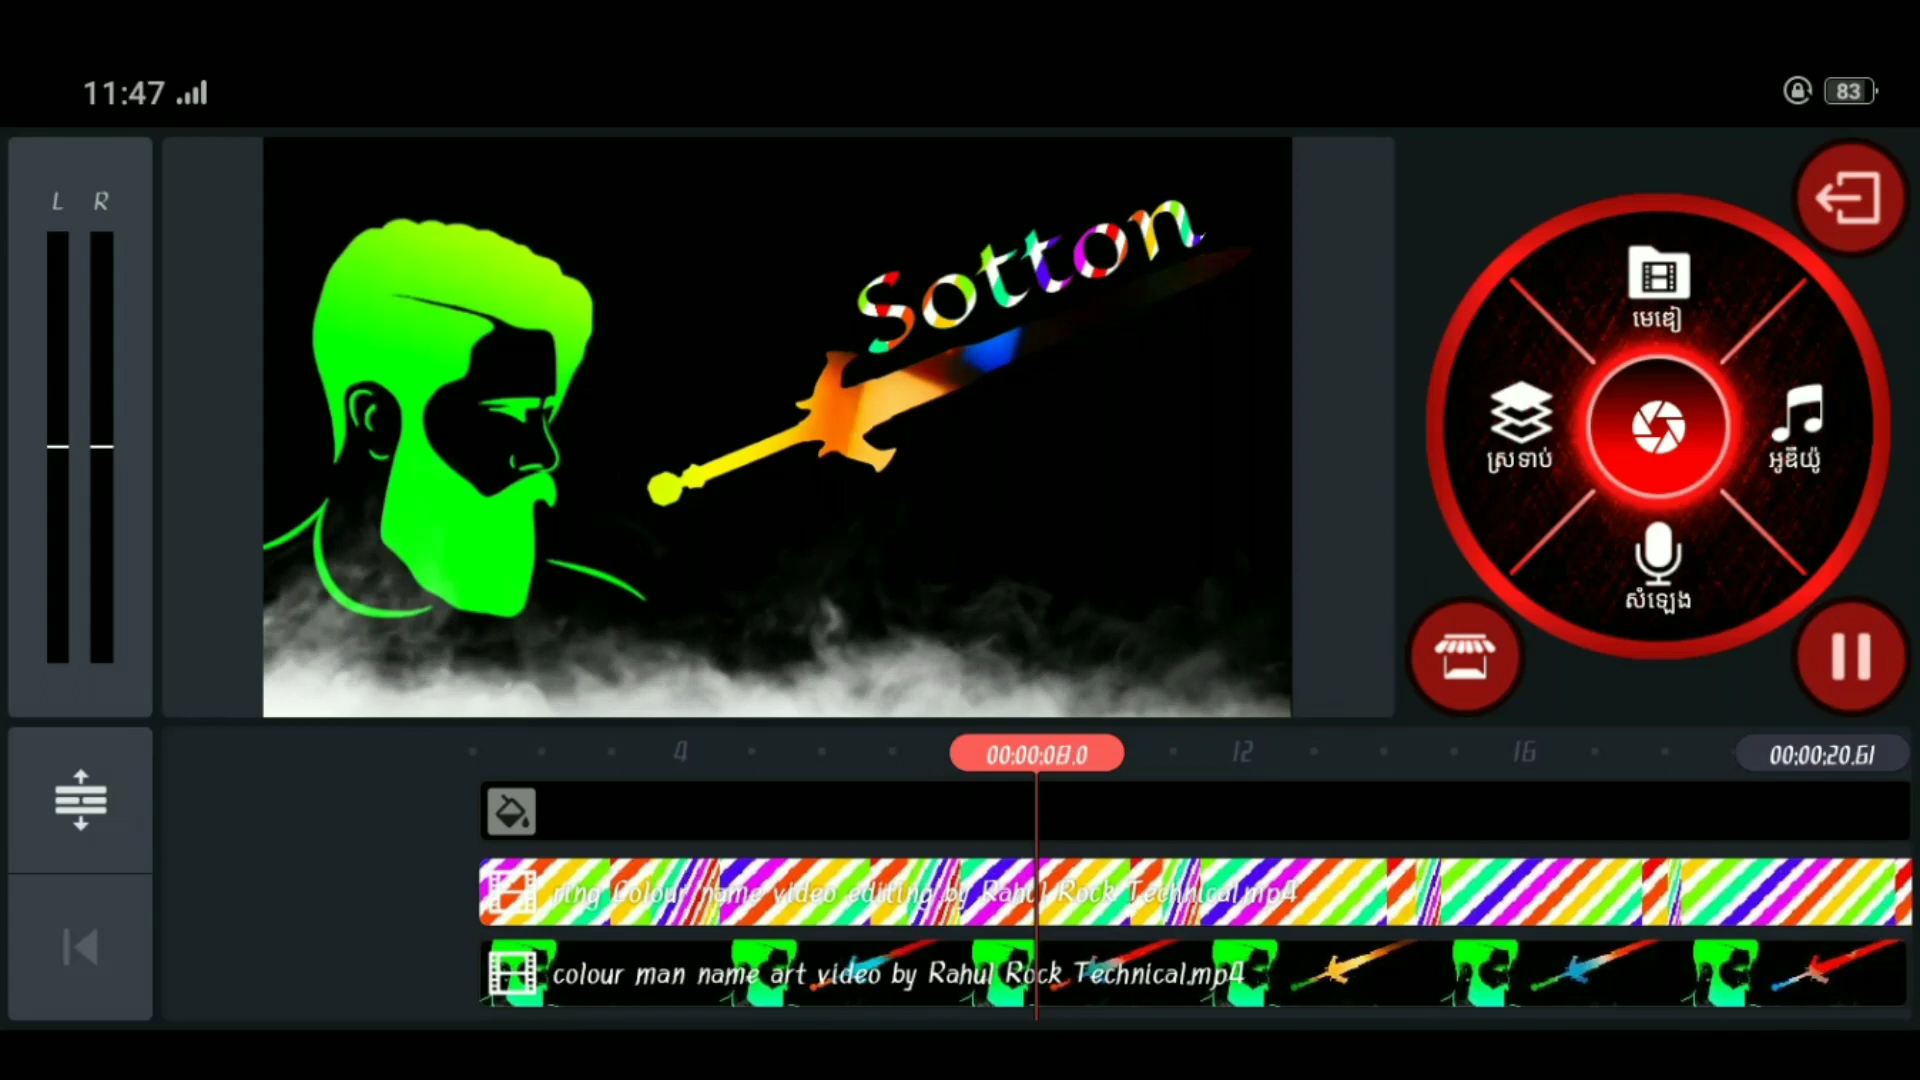 11:47
83
L R
Sotton
មេឌៀ
ស្រទាប់
អូឌីយ៉ូ
សំឡេង
4
00:00:08.0
12
16
00:00:20.61
ring Colour name video editing by Rahul Rock Technical.mp4
colour man name art video by Rahul Rock Technical.mp4